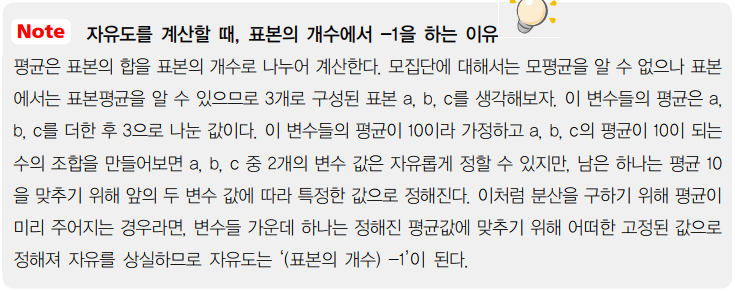 Note 자유도를 계산할 때, 표본의 개수에서 -1을 하는 이유
평균은 표본의 합을 표본의 개수로 나누어 계산한다. 모집단에 대해서는 모평균을 알 수 없으나 표본
에서는 표본평균을 알 수 있으므로 3개로 구성된 표본 a, b, c를 생각해보자. 이 변수들의 평균은 a,
b, c를 더한 후 3으로 나눈 값이다. 이 변수들의 평균이 10이라 가정하고 a, b, c의 평균이 10이 되는
수의 조합을 만들어보면 a, b, c 중 2개의 변수 값은 자유롭게 정할 수 있지만, 남은 하나는 평균 10
을 맞추기 위해 앞의 두 변수 값에 따라 특정한 값으로 정해진다. 이처럼 분산을 구하기 위해 평균이
미리 주어지는 경우라면, 변수들 가운데 하나는 정해진 평균값에 맞추기 위해 어떠한 고정된 값으로
정해져 자유를 상실하므로 자유도는 ‘(표본의 개수) -1’이 된다.